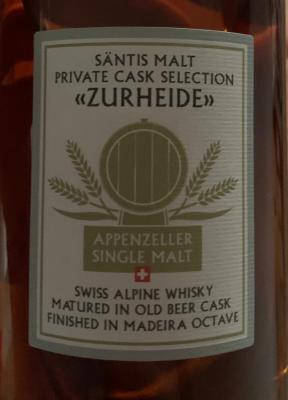 SÄNTIS MALT
PRIVATE CASK SELECTION
«ZURHEIDE»
APPENZELLER
SINGLE MALT
SWISS ALPINE WHISKY
MATURED IN OLD BEER CASK
FINISHED IN MADEIRA OCTAVE